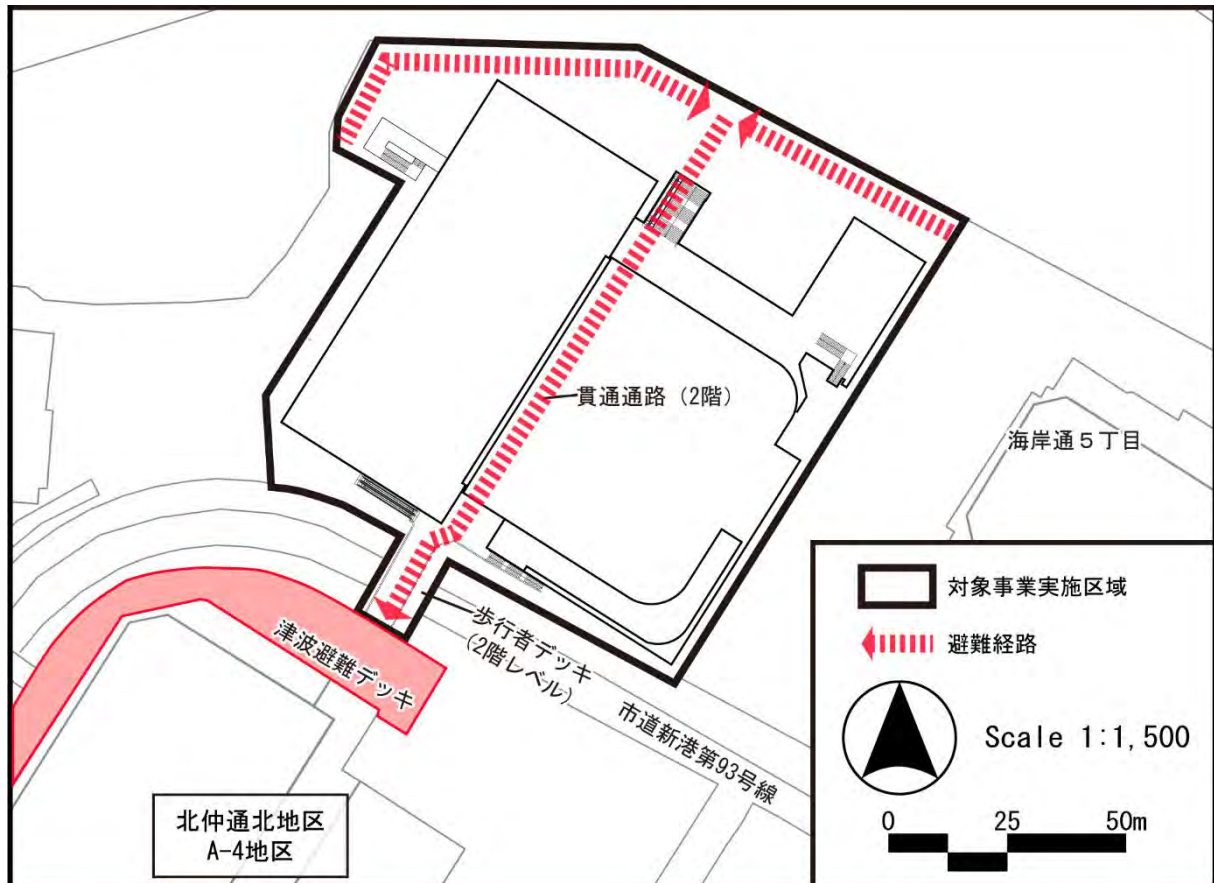 貫通通路（2階）
海岸通５丁目
津波避難デッキ
歩行者デッキ
(2階レベル)
市道新港第93号線
北仲通北地区
A-4地区
対象事業実施区域
避難経路
Scale 1:1,500
0 25 50m